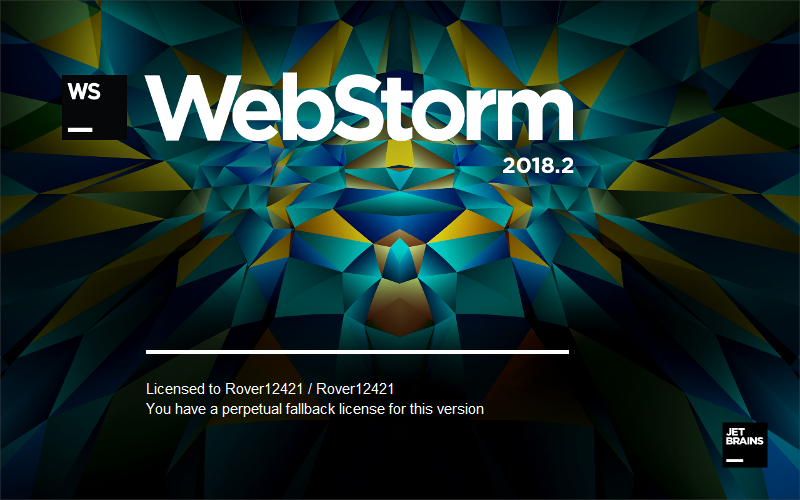 WS
WebStorm
2018.2
Licensed to Rover12421 / Rover12421
You have a perpetual fallback license for this version
JET
BRAINS